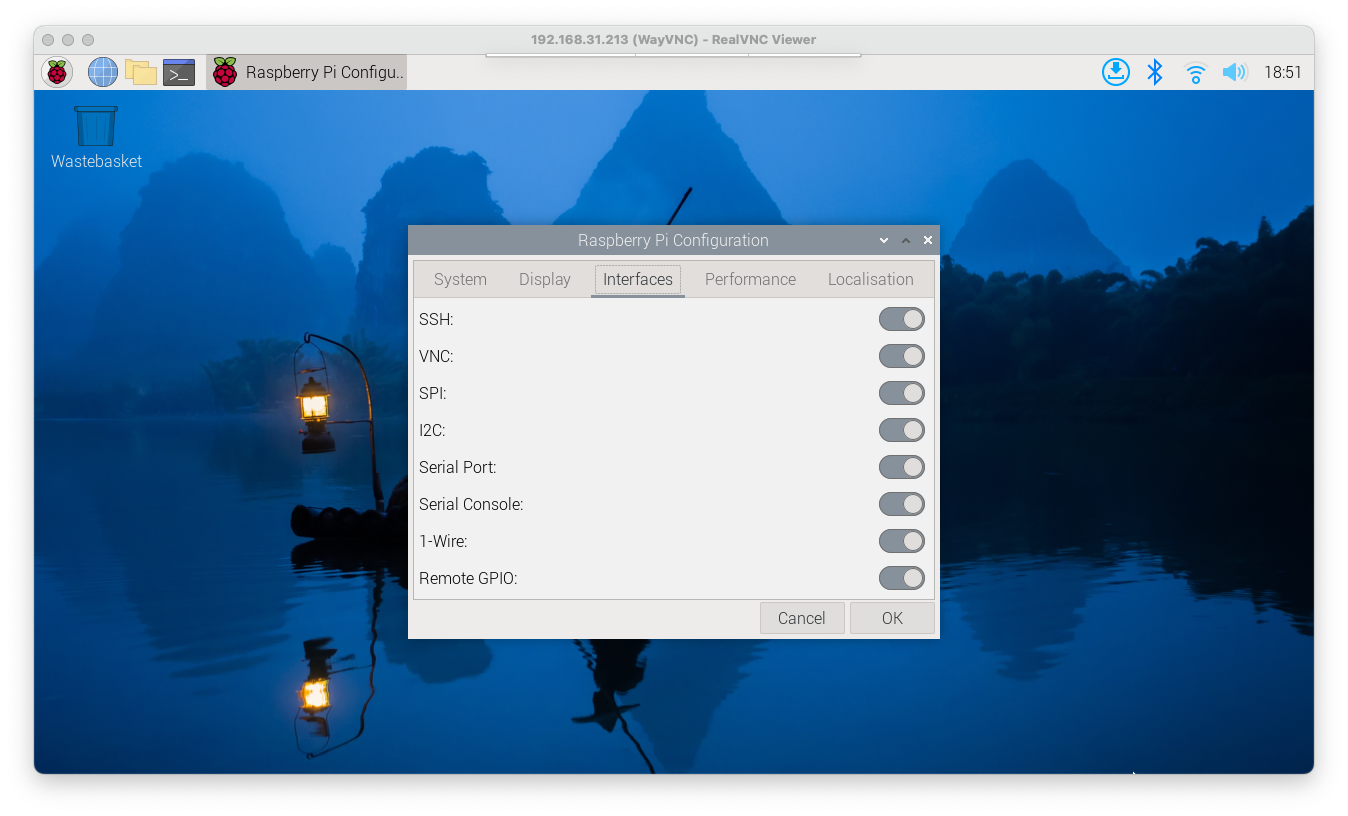 192.168.31.213 (WayVNC) - RealVNC Viewer
>_ Raspberry Pi Configu.. 18:51
Wastebasket
Raspberry Pi Configuration
System Display Interfaces Performance Localisation
SSH:
VNC:
SPI:
I2C:
Serial Port:
Serial Console:
1-Wire:
Remote GPIO:
Cancel OK